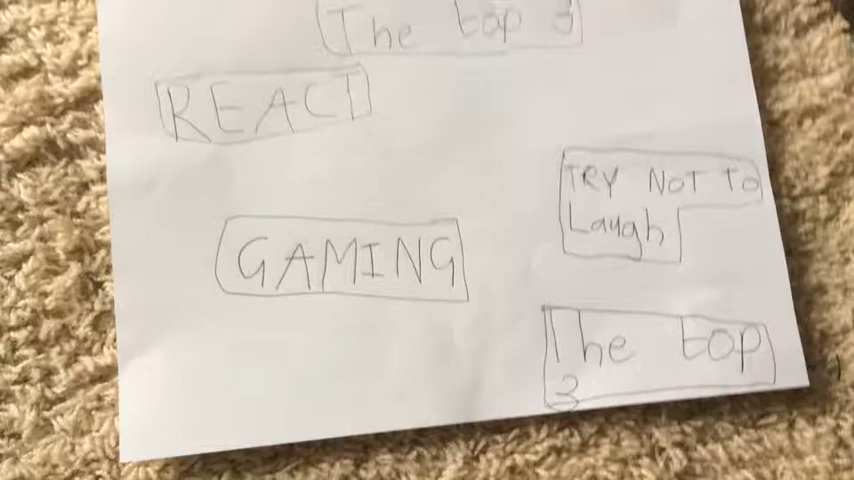 The top 3
REACT
TRY NOT TO
Laugh
GAMING
The top
3